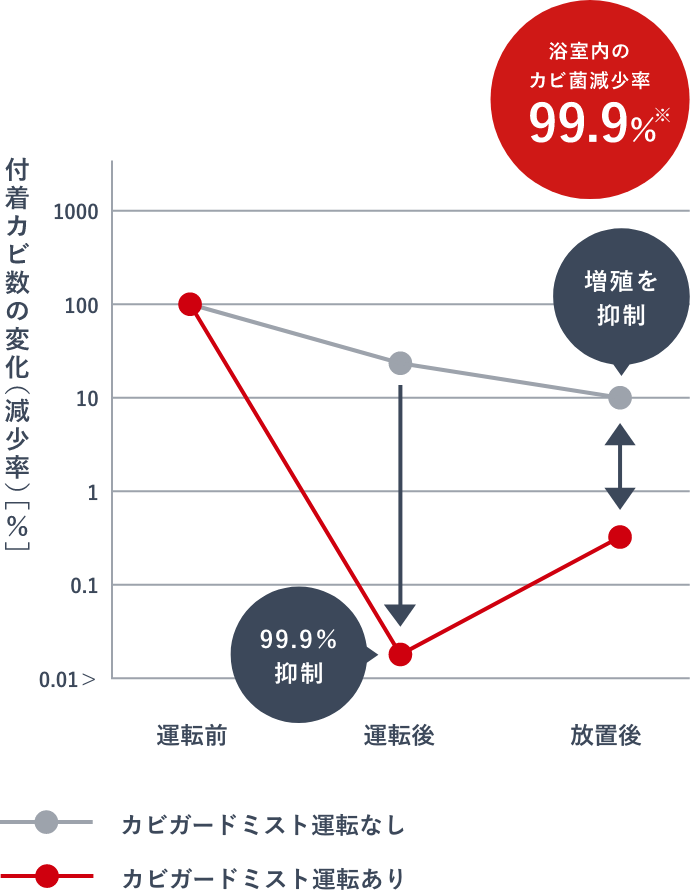 浴室内の
カビ菌減少率
99.9%※
付着カビ数の変化（減少率）［%］
1000
100
10
1
0.1
0.01＞
増殖を
抑制
99.9%
抑制
運転前
運転後
放置後
カビガードミスト運転なし
カビガードミスト運転あり